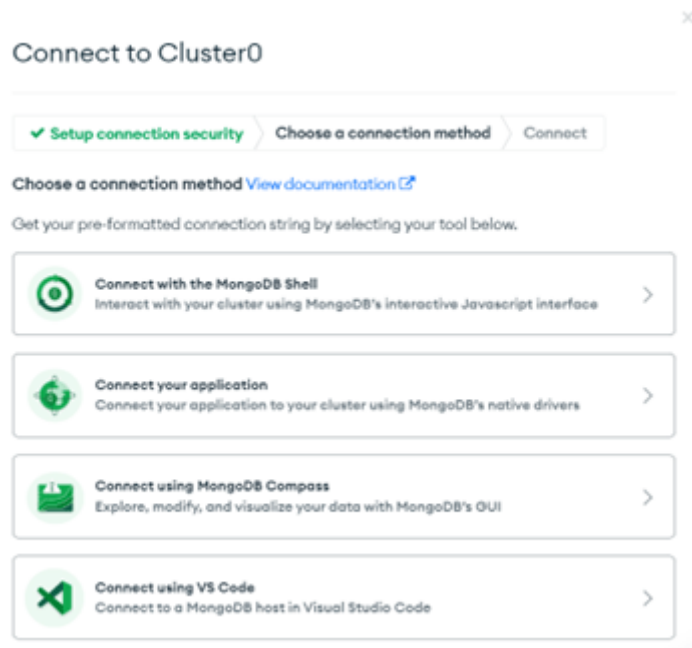 Connect to Cluster0
✔ Setup connection security Choose a connection method Connect
Choose a connection method View documentation
Get your pre-formatted connection string by selecting your tool below.
Connect with the MongoDB Shell
Interact with your cluster using MongoDB's interactive Javascript interface
Connect your application
Connect your application to your cluster using MongoDB's native drivers
Connect using MongoDB Compass
Explore, modify, and visualize your data with MongoDB's GUI
Connect using VS Code
Connect to a MongoDB host in Visual Studio Code